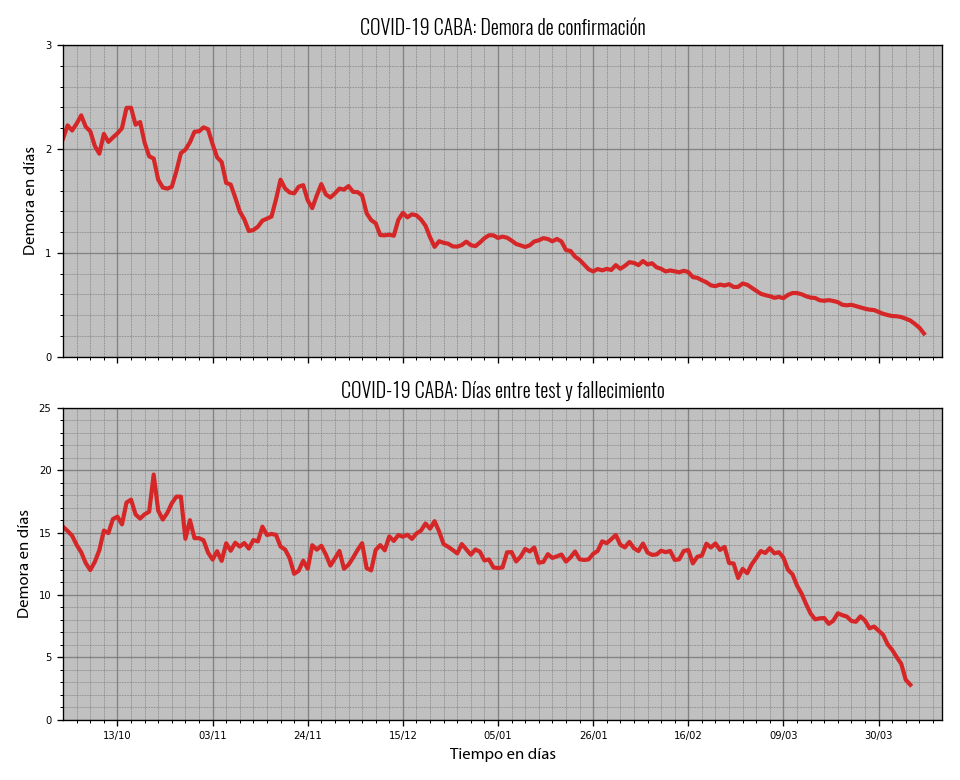 COVID-19 CABA: Demora de confirmación
3
2
1
0
Demora en días
COVID-19 CABA: Días entre test y fallecimiento
25
20
15
10
5
0
Demora en días
13/10 03/11 24/11 15/12 05/01 26/01 16/02 09/03 30/03
Tiempo en días